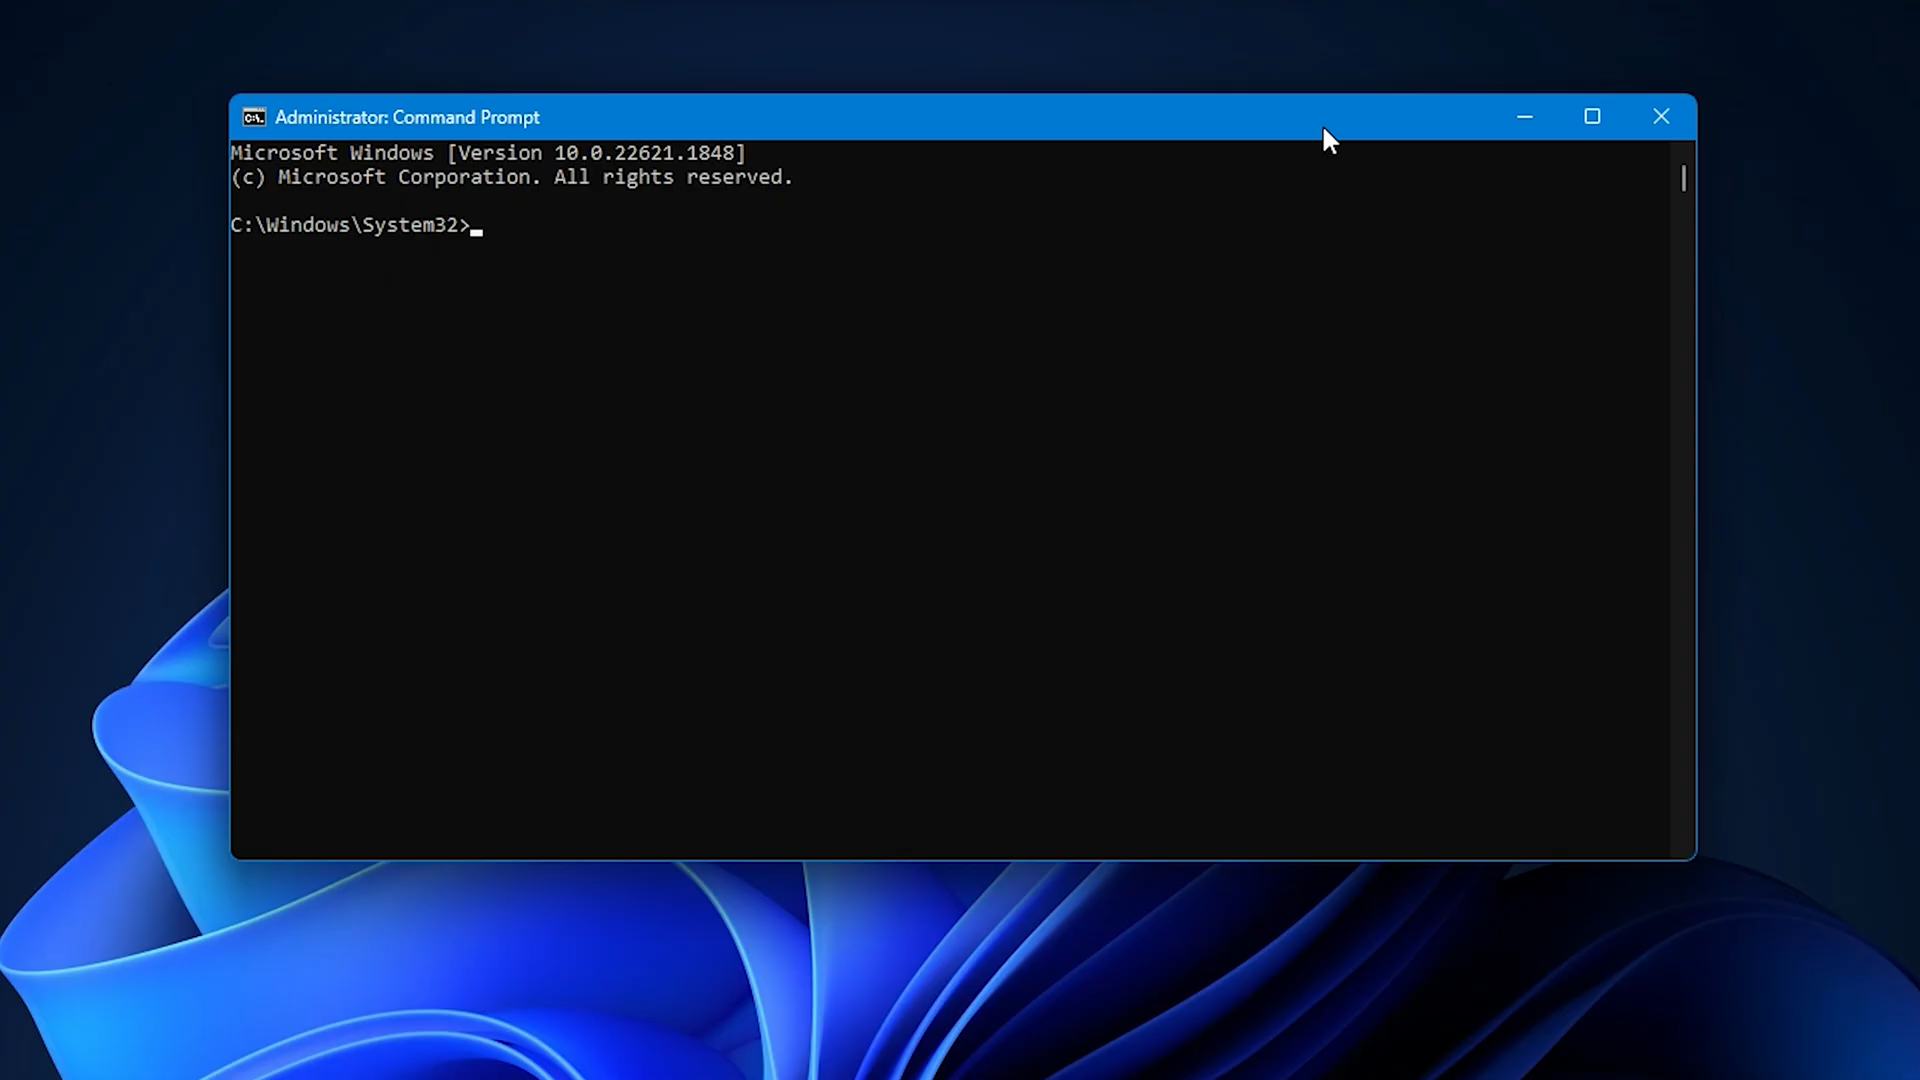 Administrator: Command Prompt
Microsoft Windows [Version 10.0.22621.1848]
(c) Microsoft Corporation. All rights reserved.
C:\Windows\System32>